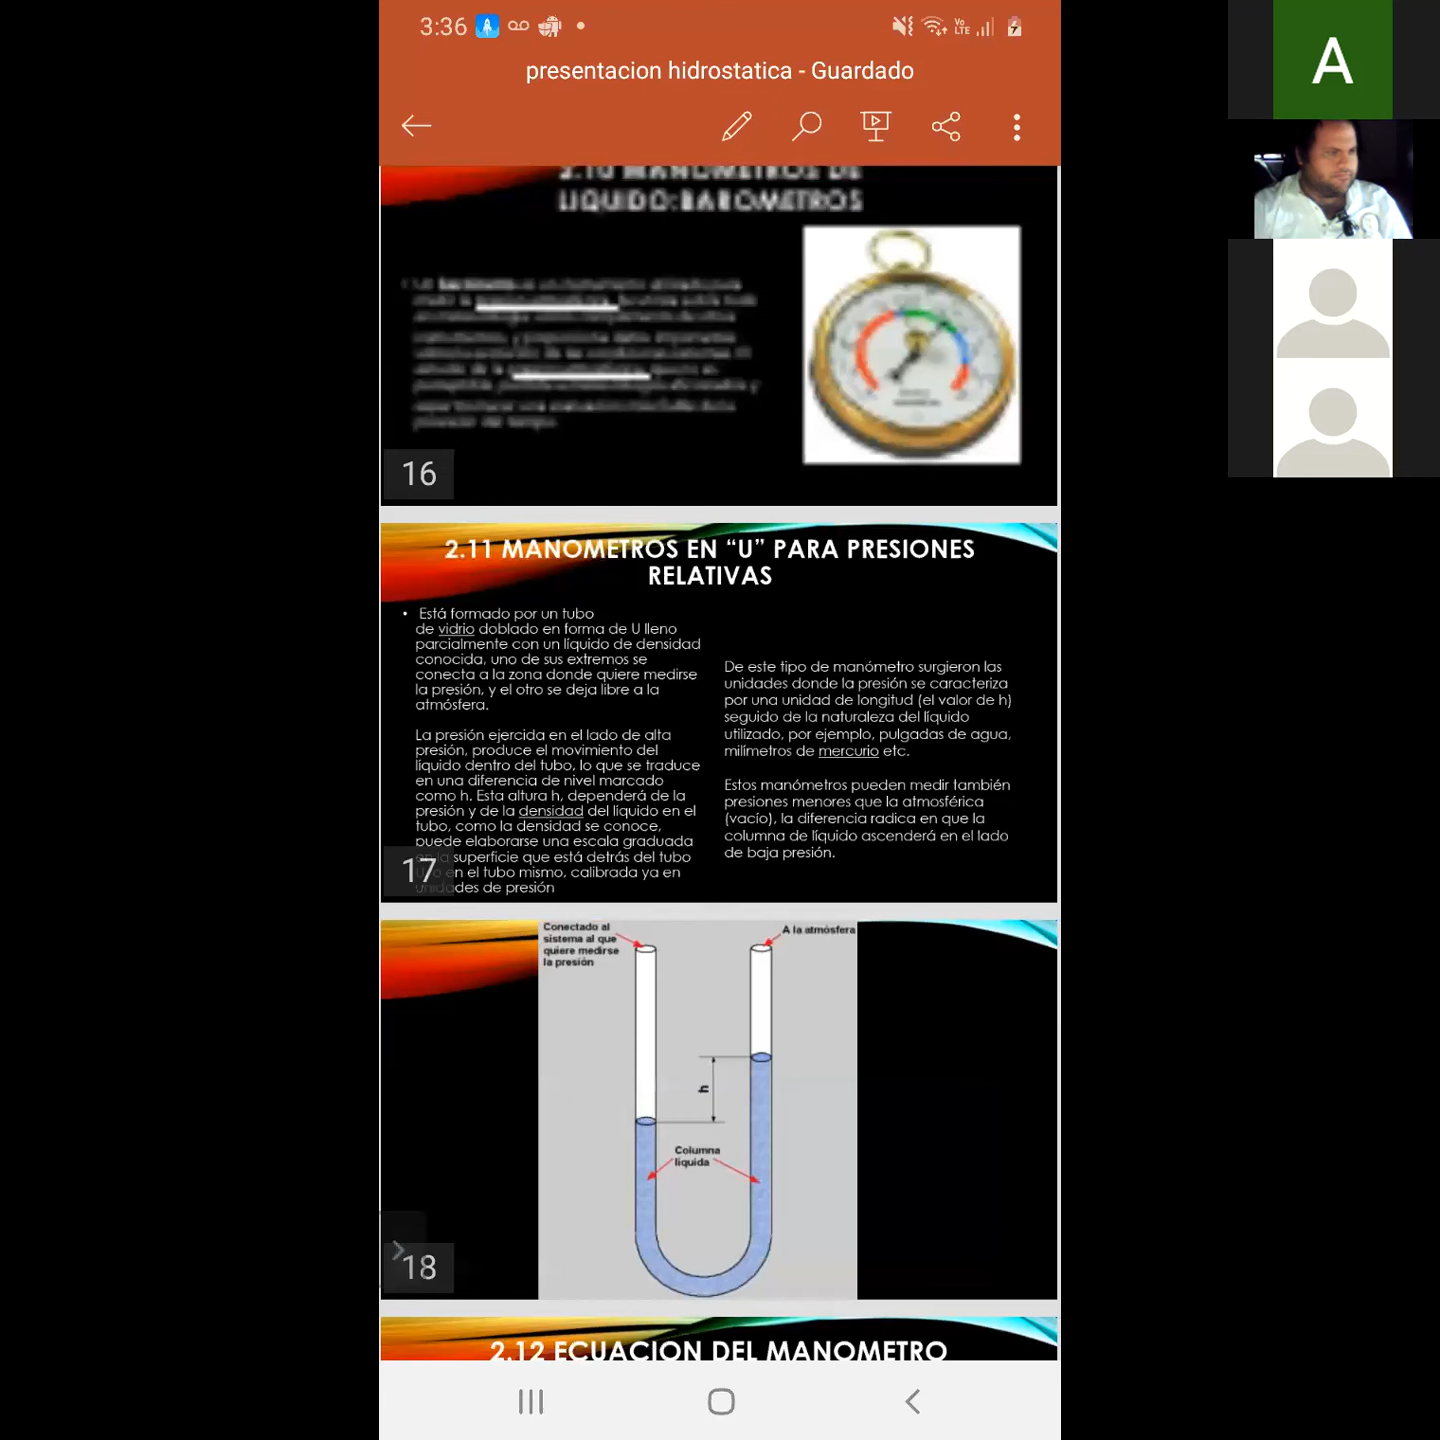 3:36
Vo
LTE
presentacion hidrostatica - Guardado
A
2.10 MANOMETROS DE
LIQUIDO:BAROMETROS
16
2.11 MANOMETROS EN “U” PARA PRESIONES
RELATIVAS
• Está formado por un tubo
de vidrio doblado en forma de U lleno
parcialmente con un líquido de densidad
conocida, uno de sus extremos se
conecta a la zona donde quiere medirse
la presión, y el otro se deja libre a la
atmósfera.
La presión ejercida en el lado de alta
presión, produce el movimiento del
líquido dentro del tubo, lo que se traduce
en una diferencia de nivel marcado
como h. Esta altura h, dependerá de la
presión y de la densidad del líquido en el
tubo, como la densidad se conoce,
puede elaborarse una escala graduada
en la superficie que está detrás del tubo
en el tubo mismo, calibrada ya en
unidades de presión
17
De este tipo de manómetro surgieron las
unidades donde la presión se caracteriza
por una unidad de longitud (el valor de h)
seguido de la naturaleza del líquido
utilizado, por ejemplo, pulgadas de agua,
milímetros de mercurio etc.
Estos manómetros pueden medir también
presiones menores que la atmosférica
(vacío), la diferencia radica en que la
columna de líquido ascenderá en el lado
de baja presión.
Conectado al
sistema al que
quiere medirse
la presión
A la atmósfera
h
Columna
liquida
18
2.12 ECUACION DEL MANOMETRO